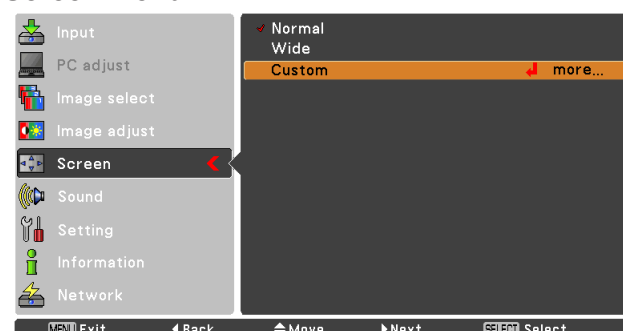 Input
PC adjust
Image select
Image adjust
Screen
Sound
Setting
Information
Network
Normal
Wide
Custom more...
MENU Exit Back Move Next SELECT Select